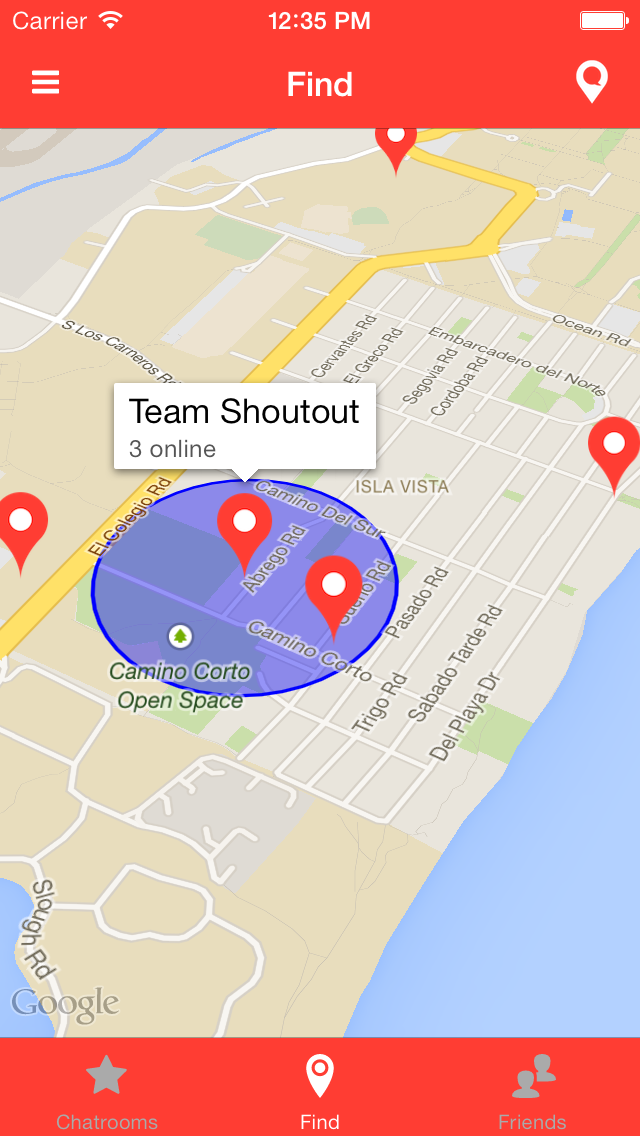 Carrier
12:35 PM
Find
Ocean Rd
Embarcadero del Norte
S Los Carneros Rd
Cervantes Rd
El Greco Rd
Segovia Rd
Cordoba Rd
Team Shoutout
3 online
ISLA VISTA
El Colegio Rd
Camino Del Sur
Abrego Rd
Sueno Rd
Pasado Rd
Camino Corto
Camino Corto
Open Space
Trigo Rd
Sabado Tarde Rd
Del Playa Dr
Slough Rd
Google
Chatrooms
Find
Friends